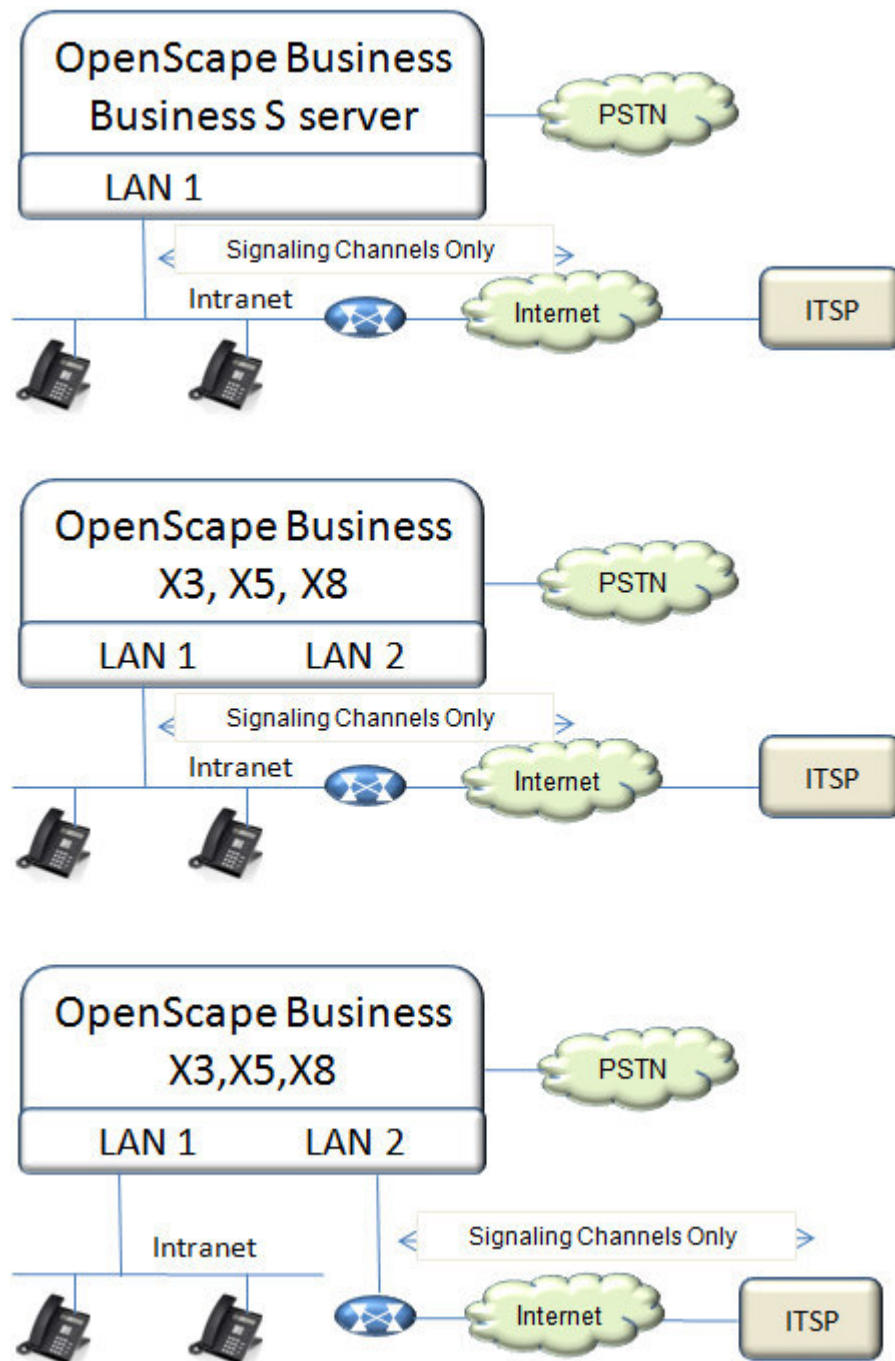 OpenScape Business
Business S server
PSTN
LAN 1
Signaling Channels Only
Intranet
Internet
ITSP
OpenScape Business
X3, X5, X8
PSTN
LAN 1 LAN 2
Signaling Channels Only
Intranet
Internet
ITSP
OpenScape Business
X3,X5,X8
PSTN
LAN 1 LAN 2
Signaling Channels Only
Intranet
Internet
ITSP